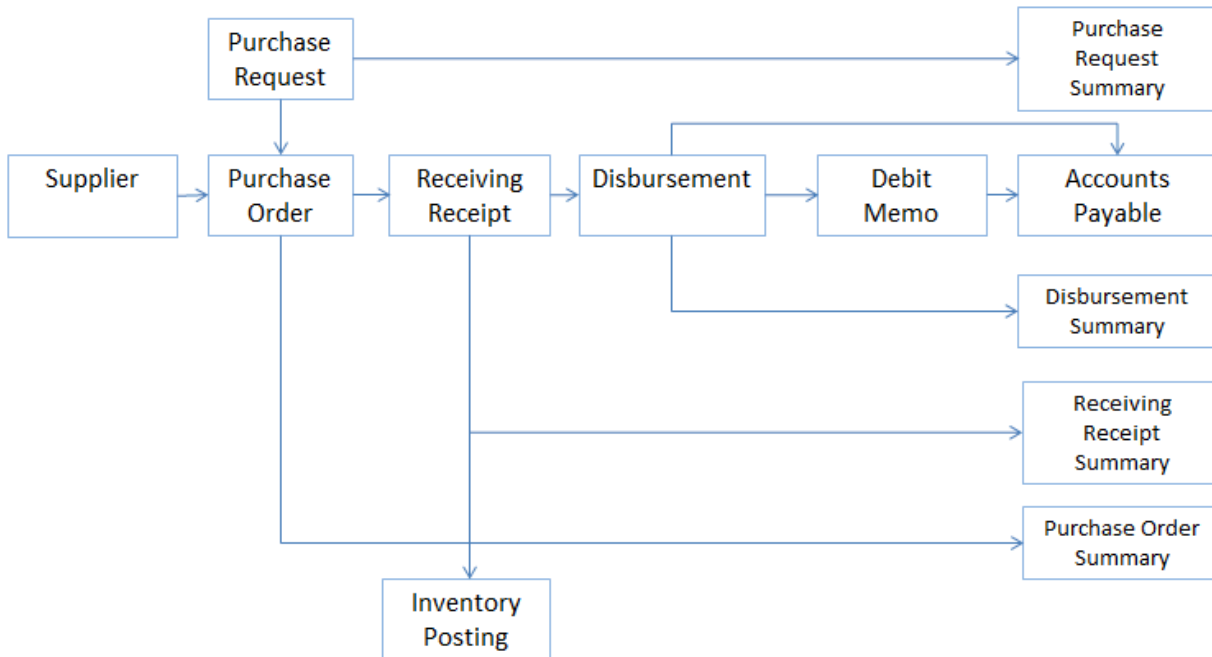 Purchase
Request
Purchase
Request
Summary
Supplier
Purchase
Order
Receiving
Receipt
Disbursement
Debit
Memo
Accounts
Payable
Disbursement
Summary
Receiving
Receipt
Summary
Purchase Order
Summary
Inventory
Posting